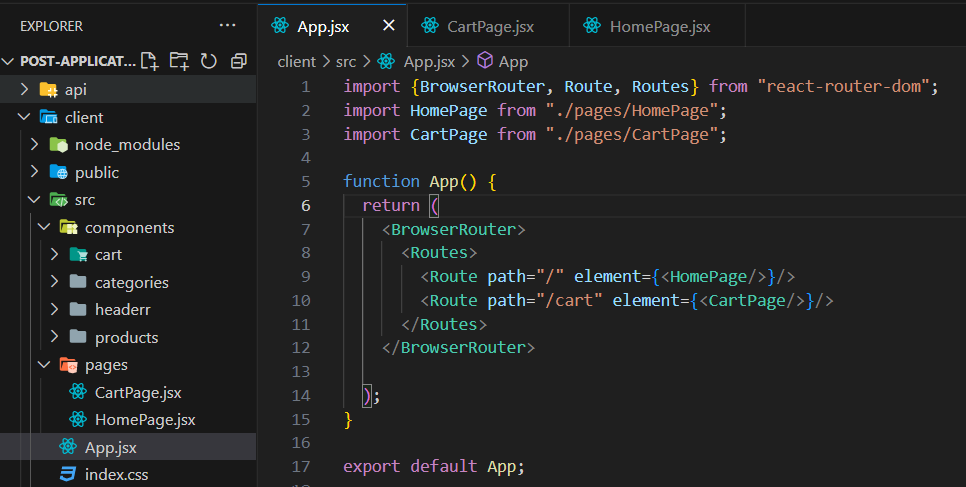 EXPLORER
POST-APPLICAT...
api
client
node_modules
public
src
components
cart
categories
headerr
products
pages
CartPage.jsx
HomePage.jsx
App.jsx
index.css
App.jsx
CartPage.jsx
HomePage.jsx
client > src > App.jsx > App
1 import {BrowserRouter, Route, Routes} from "react-router-dom";
2 import HomePage from "./pages/HomePage";
3 import CartPage from "./pages/CartPage";
4
5 function App() {
6 return (
7 <BrowserRouter>
8 <Routes>
9 <Route path="/" element={<HomePage/>}/>
10 <Route path="/cart" element={<CartPage/>}/>
11 </Routes>
12 </BrowserRouter>
13
14 );
15 }
16
17 export default App;